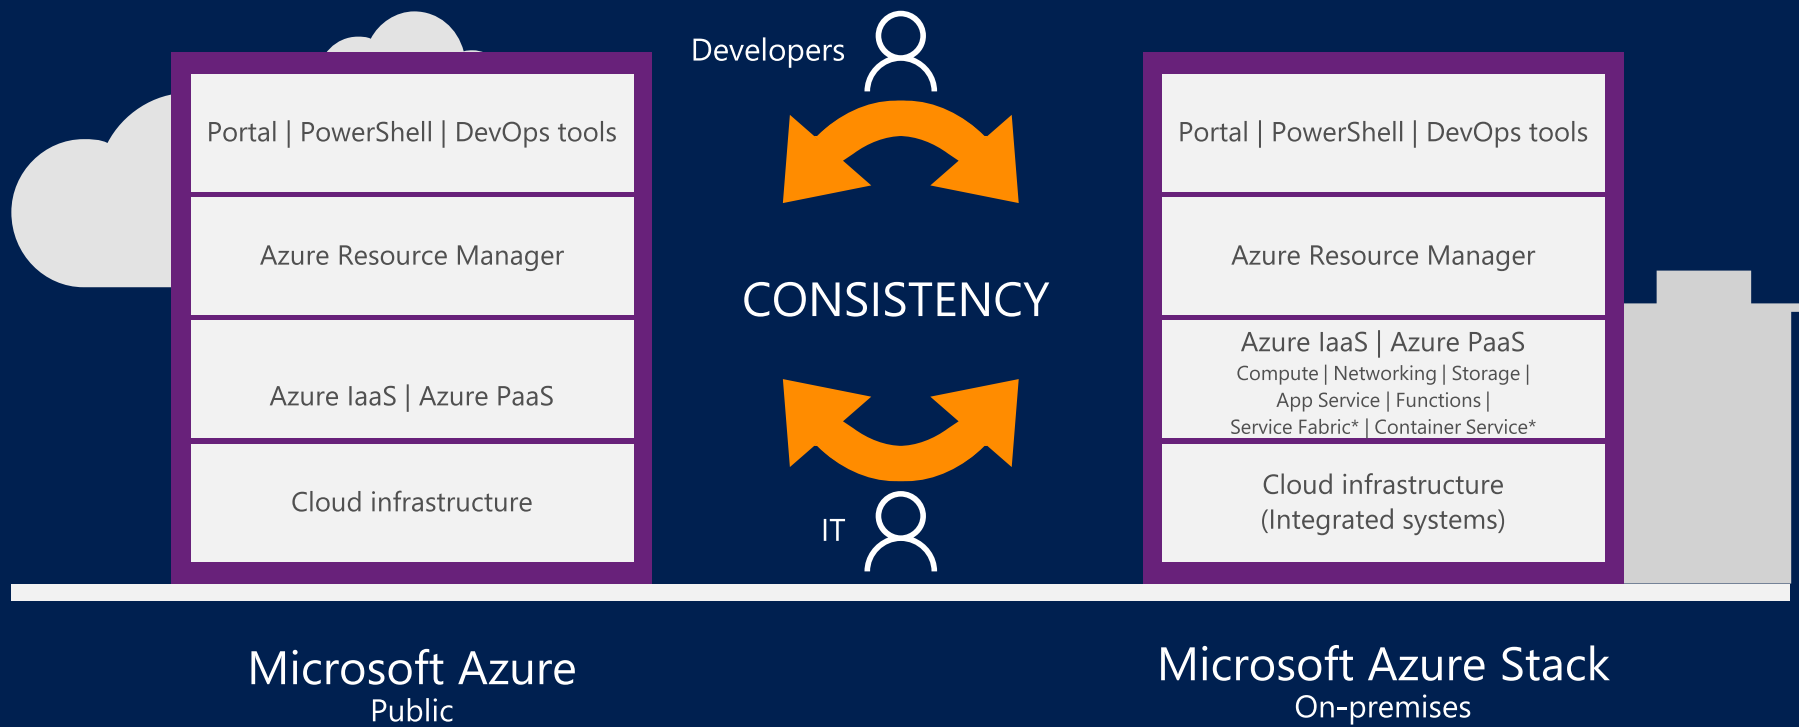 Portal | PowerShell | DevOps tools
Azure Resource Manager
Azure IaaS | Azure PaaS
Cloud infrastructure
Microsoft Azure
Public
Developers
CONSISTENCY
IT
Portal | PowerShell | DevOps tools
Azure Resource Manager
Azure IaaS | Azure PaaS
Compute | Networking | Storage |
App Service | Functions |
Service Fabric* | Container Service*
Cloud infrastructure
(Integrated systems)
Microsoft Azure Stack
On-premises